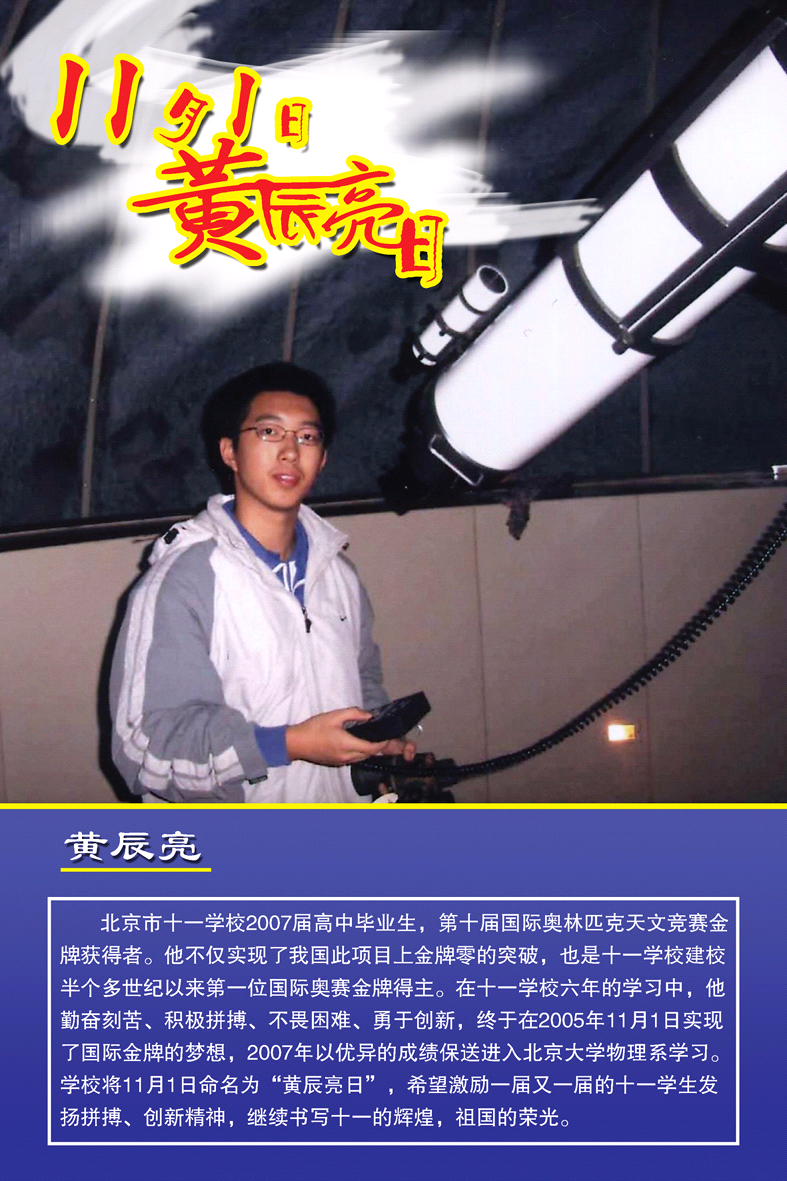 11月1日
黄辰亮日
黄辰亮
北京市十一学校2007届高中毕业生，第十届国际奥林匹克天文竞赛金
牌获得者。他不仅实现了我国此项目上金牌零的突破，也是十一学校建校
半个多世纪以来第一位国际奥赛金牌得主。在十一学校六年的学习中，他
勤奋刻苦、积极拼搏、不畏困难、勇于创新，终于在2005年11月1日实现
了国际金牌的梦想，2007年以优异的成绩保送进入北京大学物理系学习。
学校将11月1日命名为“黄辰亮日”，希望激励一届又一届的十一学生发
扬拼搏、创新精神，继续书写十一的辉煌，祖国的荣光。